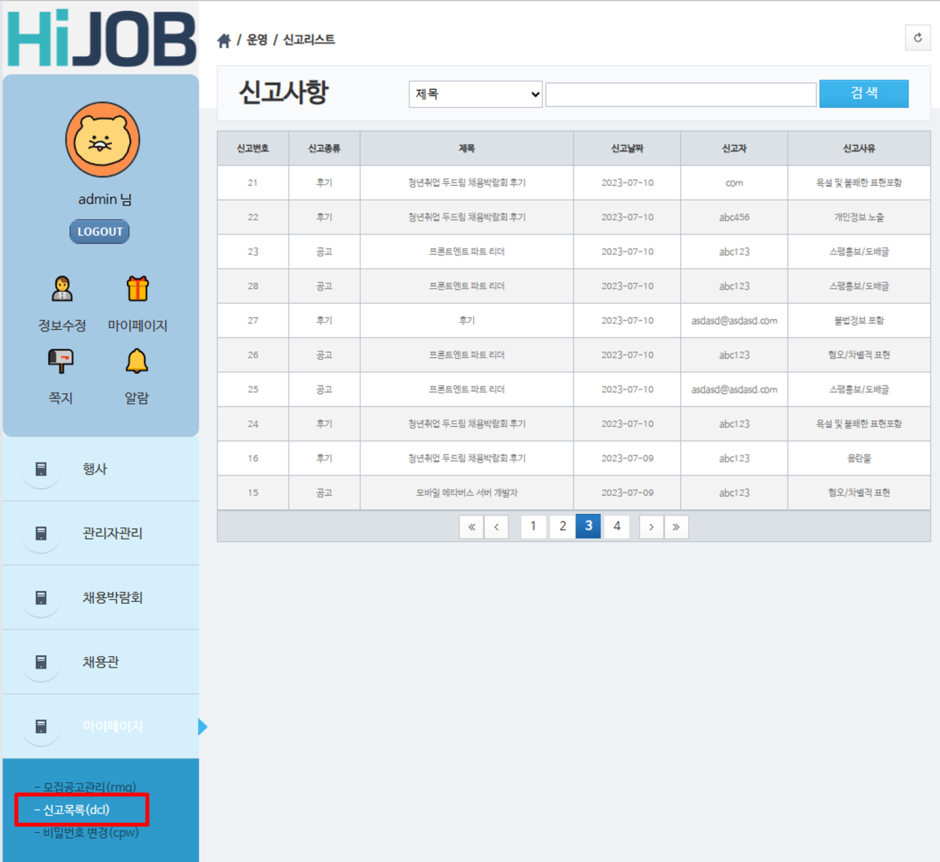 HiJOB
admin 님
LOGOUT
정보수정 마이페이지
쪽지 알람
행사
관리자관리
채용박람회
채용관
마이페이지
- 모집공고관리(rmg)
- 신고목록(dcl)
- 비밀번호 변경(cpw)
/ 운영 / 신고리스트
신고사항 제목 검색
신고번호 신고종류 제목 신고날짜 신고자 신고사유
21 후기 청년취업 두드림 채용박람회 후기 2023-07-10 com 욕설 및 불쾌한 표현포함
22 후기 청년취업 두드림 채용박람회 후기 2023-07-10 abc456 개인정보 노출
23 공고 프론트엔트 파트 리더 2023-07-10 abc123 스팸홍보/도배글
28 공고 프론트엔트 파트 리더 2023-07-10 abc123 스팸홍보/도배글
27 후기 후기 2023-07-10 asdasd@asdasd.com 불법정보 포함
26 공고 프론트엔트 파트 리더 2023-07-10 abc123 혐오/차별적 표현
25 공고 프론트엔트 파트 리더 2023-07-10 asdasd@asdasd.com 스팸홍보/도배글
24 후기 청년취업 두드림 채용박람회 후기 2023-07-10 abc123 욕설 및 불쾌한 표현포함
16 후기 청년취업 두드림 채용박람회 후기 2023-07-09 abc123 음란물
15 공고 모바일 메타버스 서버 개발자 2023-07-09 abc123 혐오/차별적 표현
« ‹ 1 2 3 4 › »